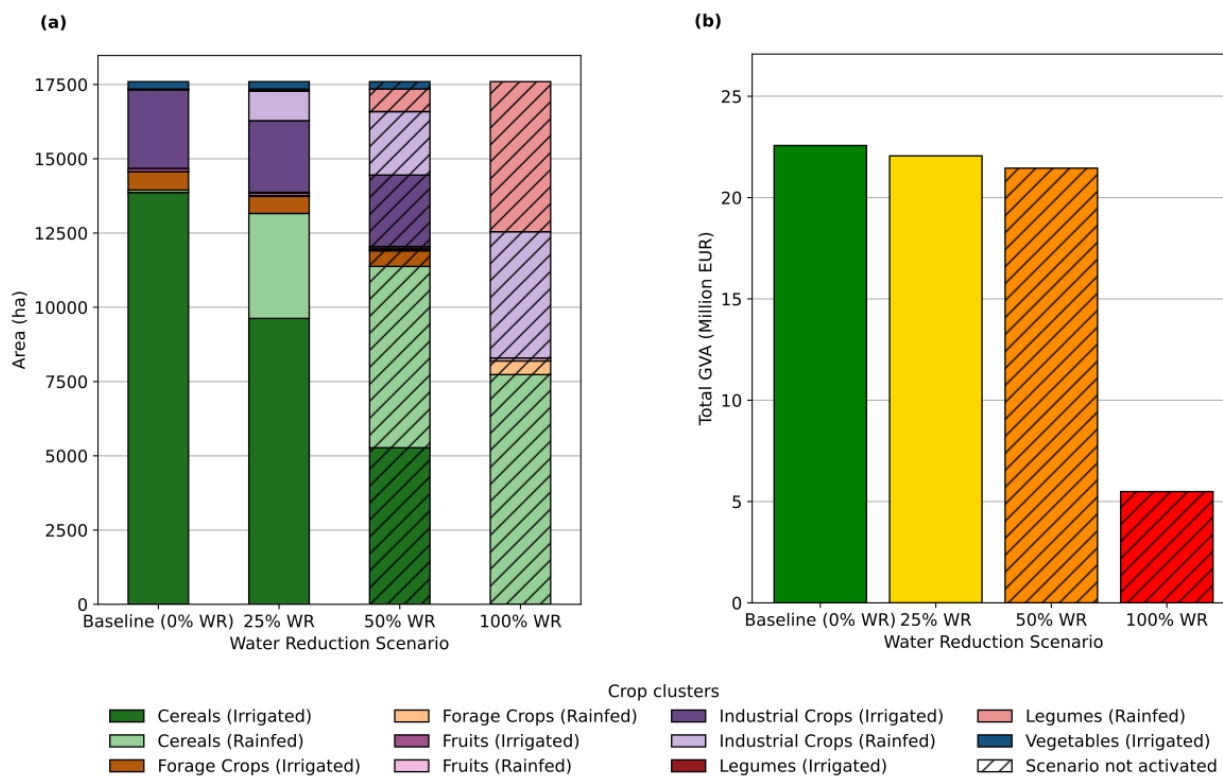 (a)
17500
15000
12500
10000
7500
5000
2500
0
Area (ha)
Baseline (0% WR) 25% WR 50% WR 100% WR
Water Reduction Scenario
(b)
25
20
15
10
5
0
Total GVA (Million EUR)
Baseline (0% WR) 25% WR 50% WR 100% WR
Water Reduction Scenario
Crop clusters
Cereals (Irrigated)
Cereals (Rainfed)
Forage Crops (Irrigated)
Forage Crops (Rainfed)
Fruits (Irrigated)
Fruits (Rainfed)
Industrial Crops (Irrigated)
Industrial Crops (Rainfed)
Legumes (Irrigated)
Legumes (Rainfed)
Vegetables (Irrigated)
Scenario not activated